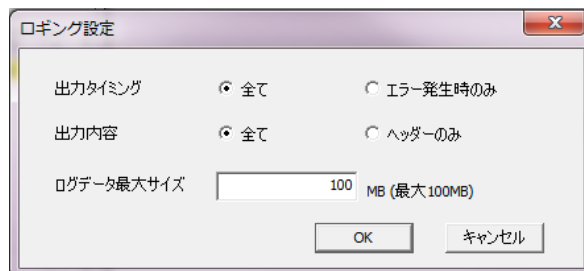 ロギング設定
出力タイミング 全て エラー発生時のみ
出力内容 全て ヘッダーのみ
ログデータ最大サイズ 100 MB (最大100MB)
OK キャンセル